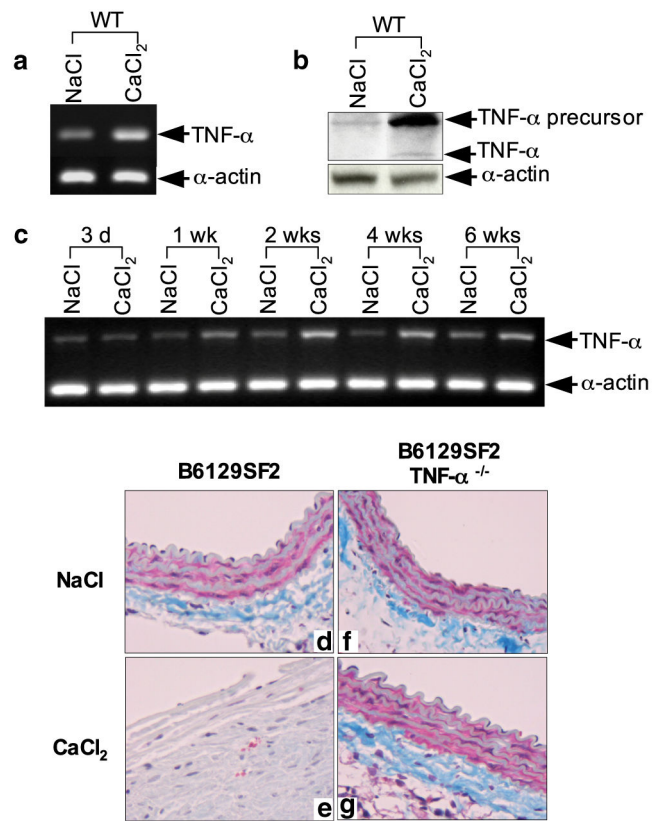 WT
a
NaCl
CaCl₂
TNF-α
α-actin
WT
b
NaCl
CaCl₂
TNF-α precursor
TNF-α
α-actin
c
3 d
1 wk
2 wks
4 wks
6 wks
NaCl
CaCl₂
NaCl
CaCl₂
NaCl
CaCl₂
NaCl
CaCl₂
NaCl
CaCl₂
TNF-α
α-actin
B6129SF2
B6129SF2
TNF-α -/-
NaCl
d
f
CaCl₂
e
g